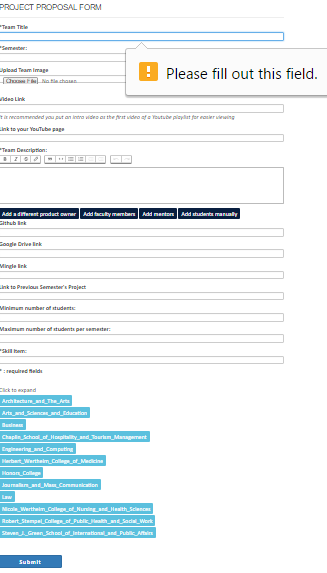 PROJECT PROPOSAL FORM
*Team Title
*Semester:
Please fill out this field.
Upload Team Image
Choose File No file chosen
Video Link
It is recommended you put an intro video as the first video of a Youtube playlist for easier viewing
Link to your YouTube page
*Team Description:
Add a different product owner Add faculty members Add mentors Add students manually
Github link
Google Drive link
Mingle link
Link to Previous Semester's Project
Minimum number of students:
Maximum number of students per semester:
*Skill Item:
* : required fields
Click to expand
Architecture_and_The_Arts
Arts_and_Sciences_and_Education
Business
Chaplin_School_of_Hospitality_and_Tourism_Management
Engineering_and_Computing
Herbert_Wertheim_College_of_Medicine
Honors_College
Journalism_and_Mass_Communication
Law
Nicole_Wertheim_College_of_Nursing_and_Health_Sciences
Robert_Stempel_College_of_Public_Health_and_Social_Work
Steven_J._Green_School_of_International_and_Public_Affairs
Submit